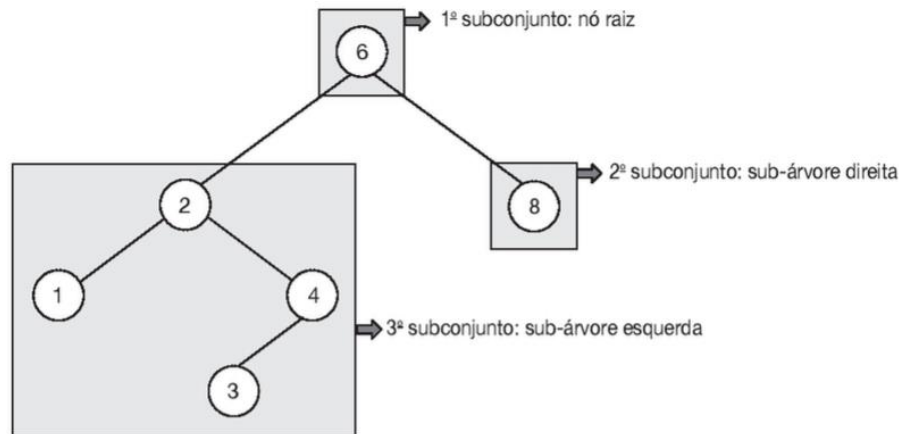 1º subconjunto: nó raiz
6
2º subconjunto: sub-árvore direita
2
8
1
4
3º subconjunto: sub-árvore esquerda
3